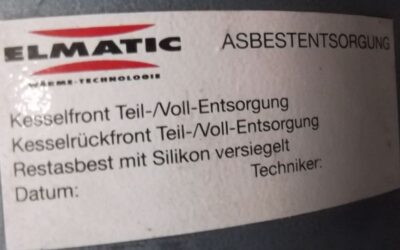 ELMATIC
WÄRME-TECHNOLOGIE
ASBESTENTSORGUNG
Kesselfront Teil-/Voll-Entsorgung
Kesselrückfront Teil-/Voll-Entsorgung
Restasbest mit Silikon versiegelt
Datum: Techniker: